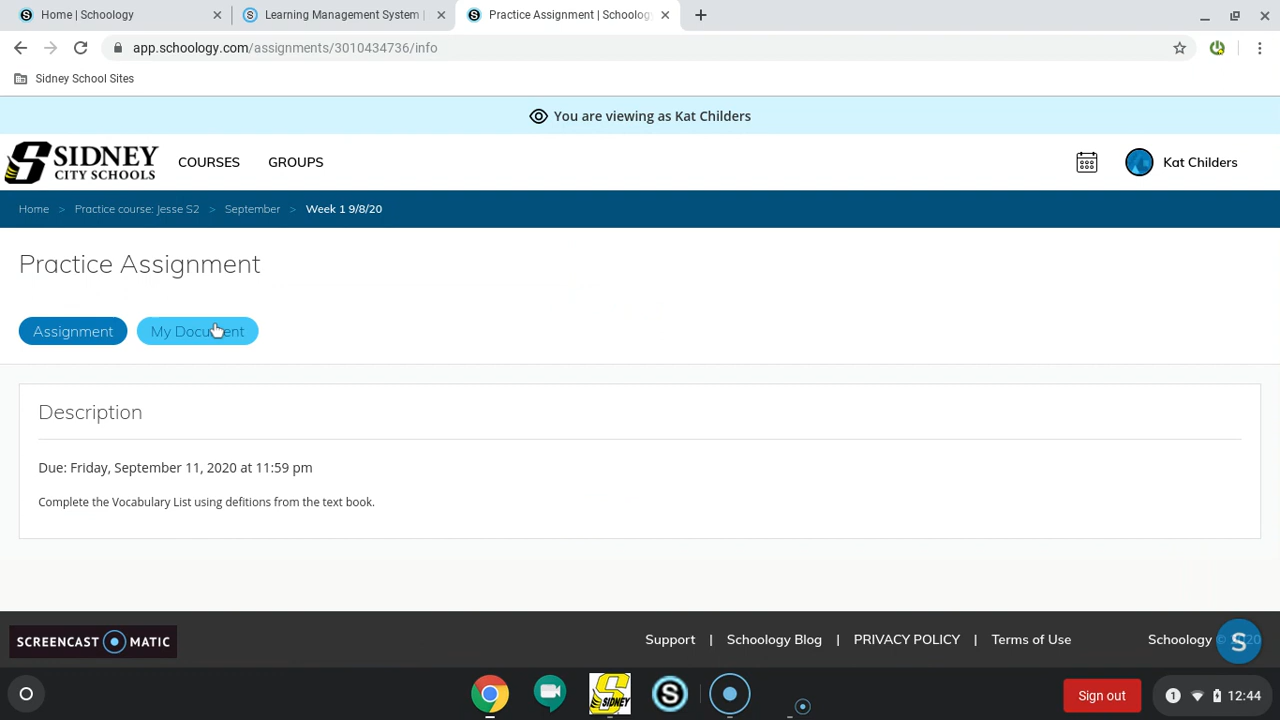 Home | Schoology
Learning Management System |
Practice Assignment | Schoology
app.schoology.com/assignments/3010434736/info
Sidney School Sites
You are viewing as Kat Childers
S SIDNEY
CITY SCHOOLS
COURSES
GROUPS
Kat Childers
Home > Practice course: Jesse S2 > September > Week 1 9/8/20
Practice Assignment
Assignment
My Document
Description
Due: Friday, September 11, 2020 at 11:59 pm
Complete the Vocabulary List using defitions from the text book.
SCREENCAST MATIC
Support | Schoology Blog | PRIVACY POLICY | Terms of Use
Schoology ©
S
SIDNEY
S
Sign out
1
12:44